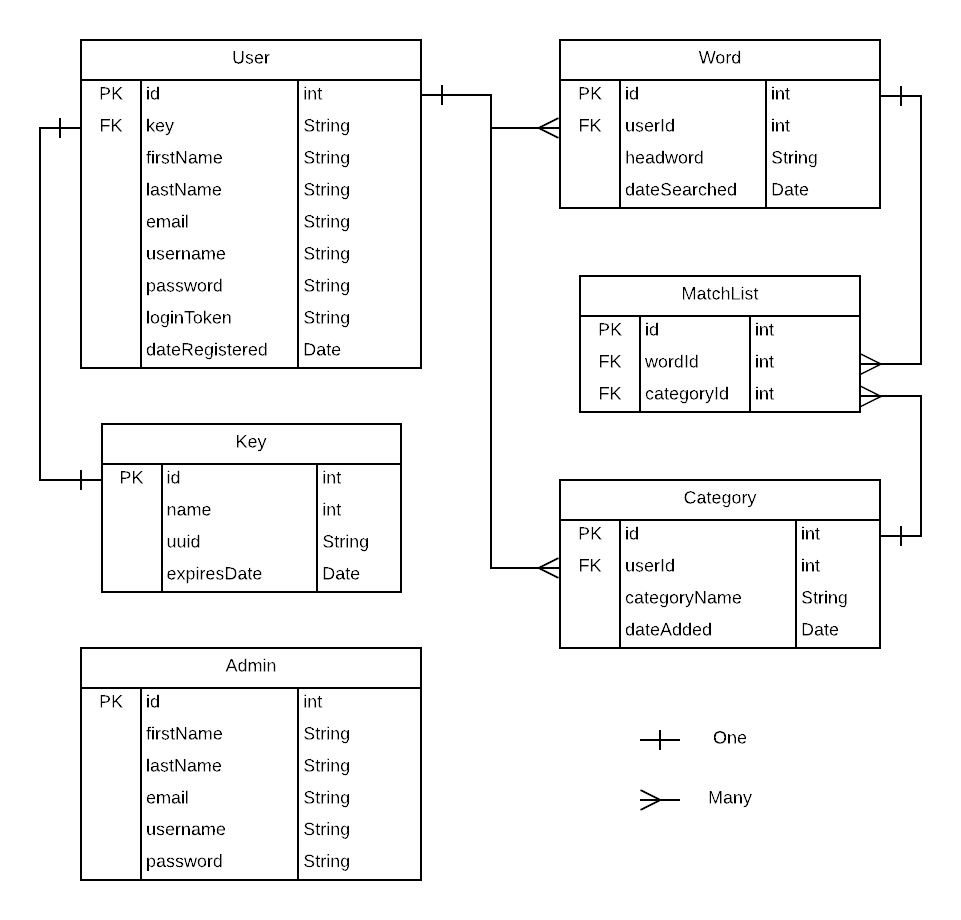 User
PK id int
FK key String
firstName String
lastName String
email String
username String
password String
loginToken String
dateRegistered Date
Key
PK id int
name int
uuid String
expiresDate Date
Admin
PK id int
firstName String
lastName String
email String
username String
password String
Word
PK id int
FK userId int
headword String
dateSearched Date
MatchList
PK id int
FK wordId int
FK categoryId int
Category
PK id int
FK userId int
categoryName String
dateAdded Date
One
Many